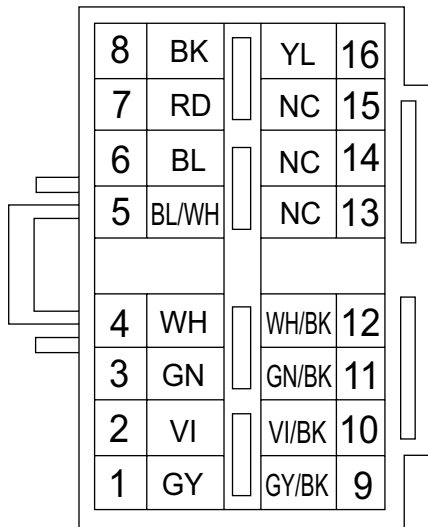 8 BK YL 16
7 RD NC 15
6 BL NC 14
5 BL/WH NC 13
4 WH WH/BK 12
3 GN GN/BK 11
2 VI VI/BK 10
1 GY GY/BK 9